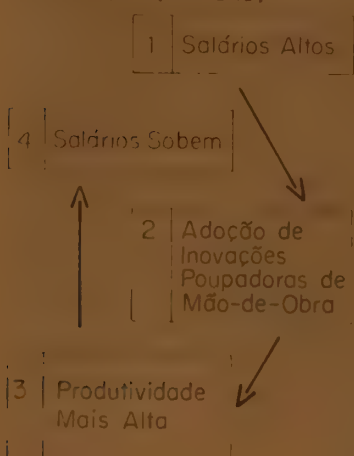 1 Salários Altos
4 Salários Sobem
2 Adoção de
Inovações
Poupadoras de
Mão-de-Obra
3 Produtividade
Mais Alta